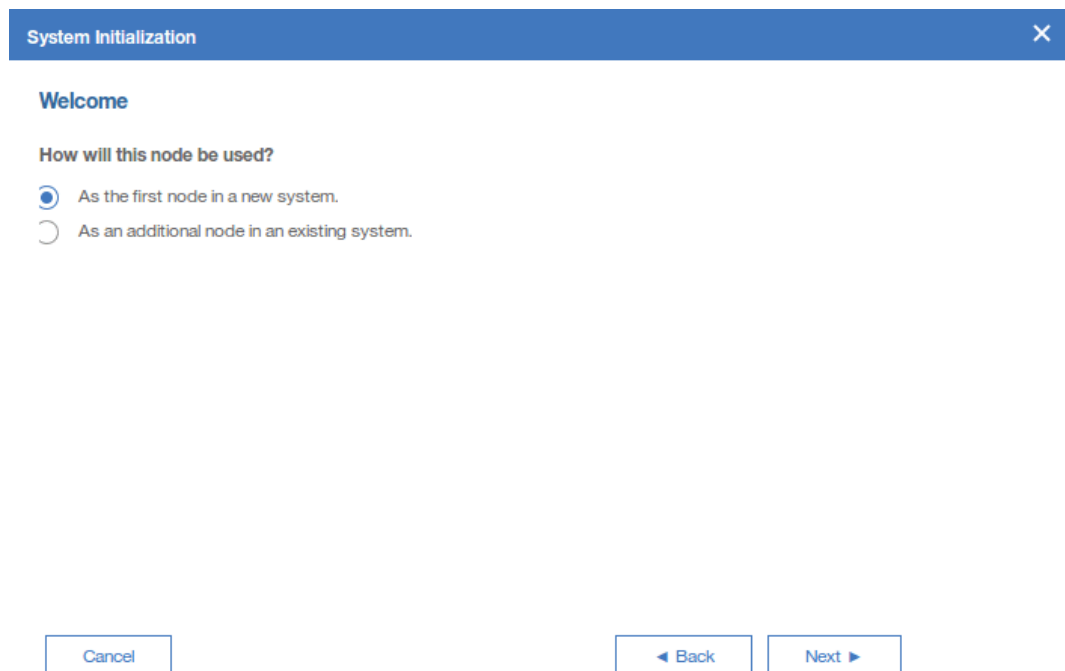 System Initialization
Welcome
How will this node be used?
As the first node in a new system.
As an additional node in an existing system.
Cancel
◄ Back
Next ►